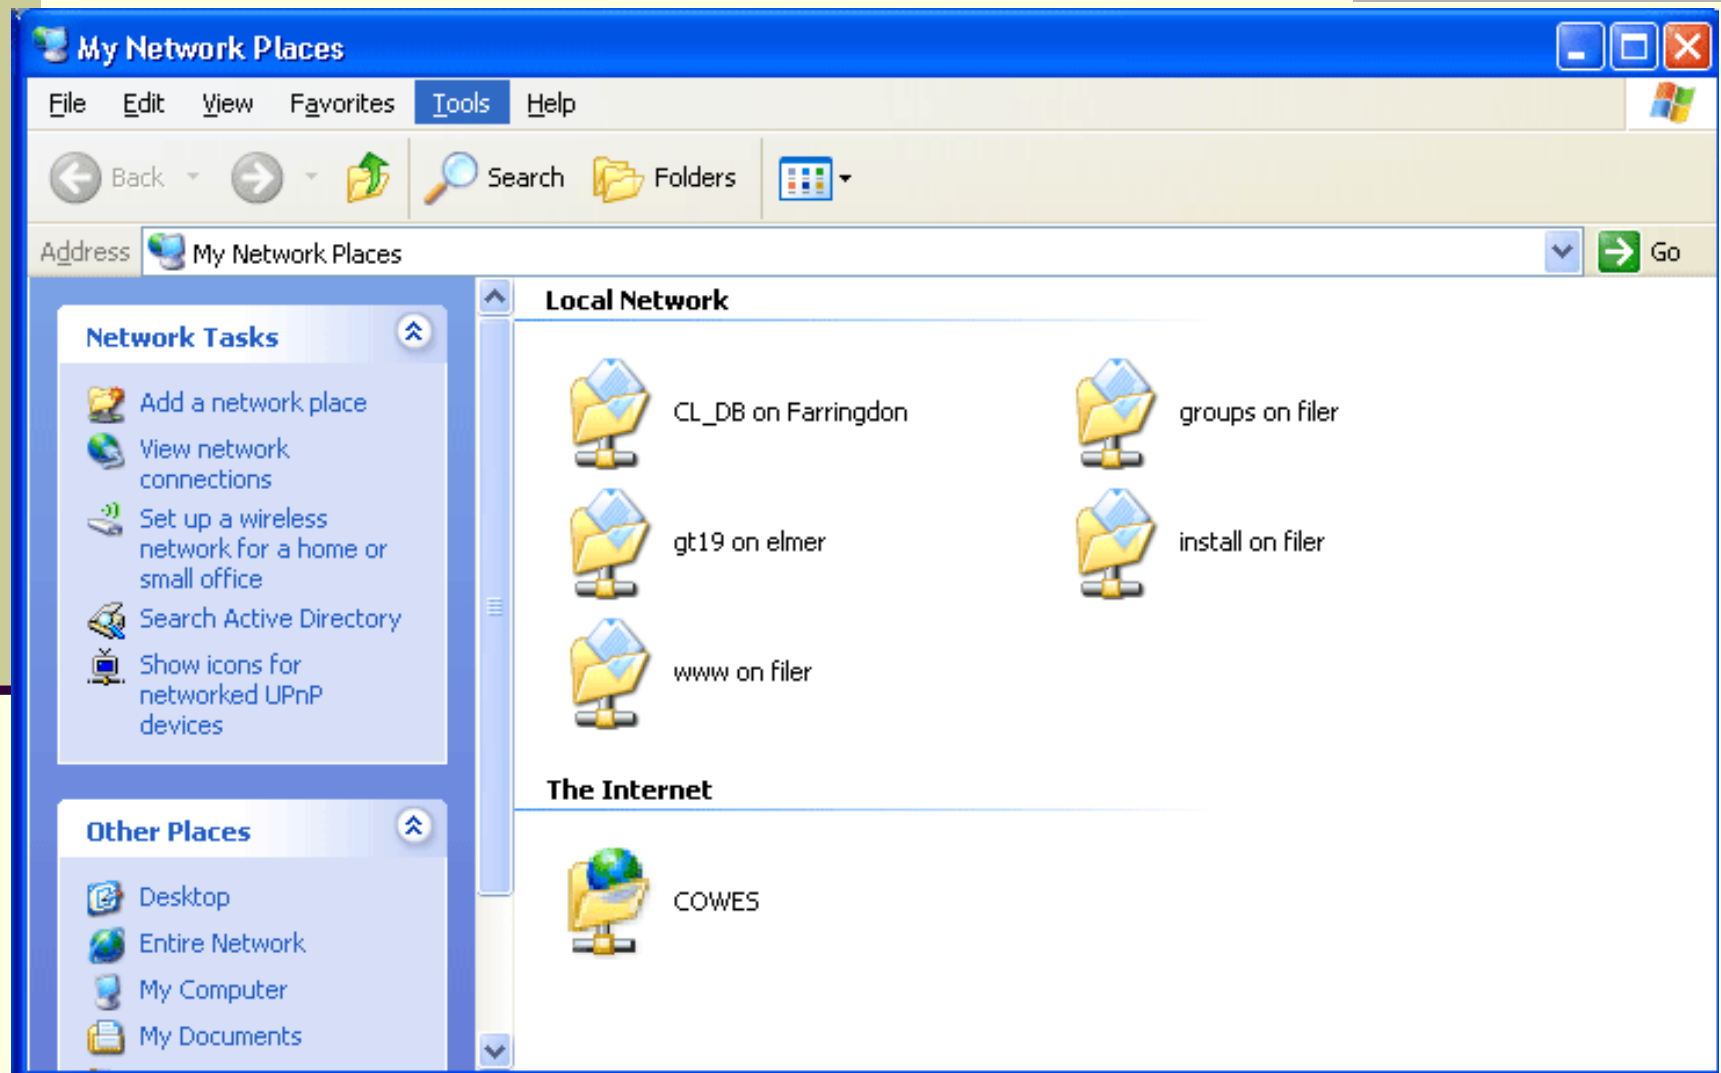 My Network Places
File Edit View Favorites Tools Help
Back Search Folders
Address My Network Places Go
Network Tasks
Add a network place
View network
connections
Set up a wireless
network for a home or
small office
Search Active Directory
Show icons for
networked UPnP
devices
Other Places
Desktop
Entire Network
My Computer
My Documents
Local Network
CL_DB on Farringdon
groups on filer
gt19 on elmer
install on filer
www on filer
The Internet
COWES